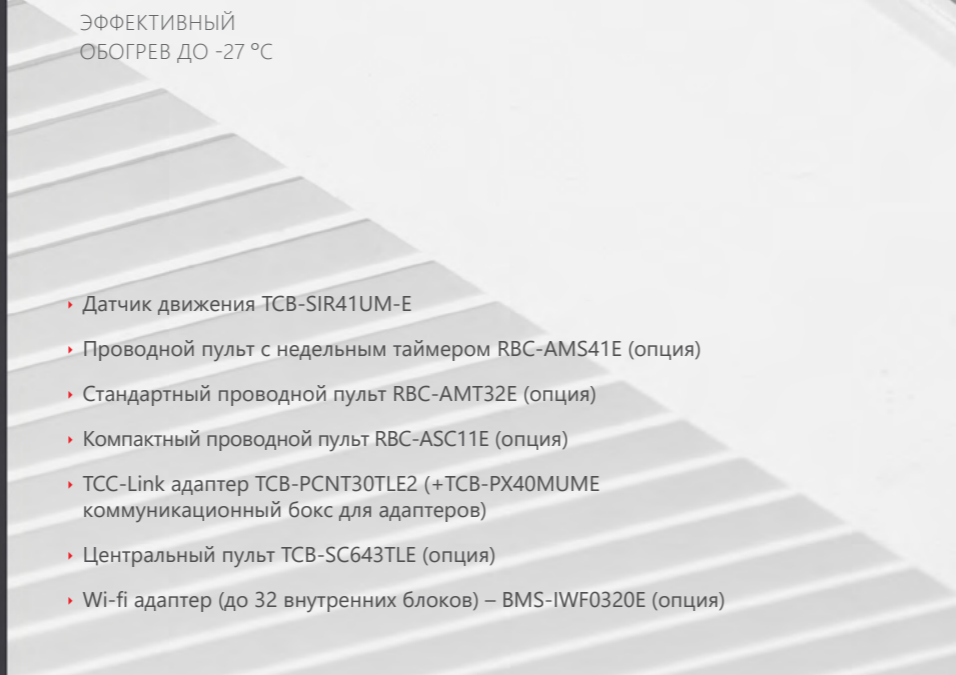 ЭФФЕКТИВНЫЙ
ОБОГРЕВ ДО -27 °С
Датчик движения TCB-SIR41UM-E
Проводной пульт с недельным таймером RBC-AMS41E (опция)
Стандартный проводной пульт RBC-AMT32E (опция)
Компактный проводной пульт RBC-ASC11E (опция)
TCC-Link адаптер TCB-PCNT30TLE2 (+TCB-PX40MUME
коммуникационный бокс для адаптеров)
Центральный пульт TCB-SC643TLE (опция)
Wi-fi адаптер (до 32 внутренних блоков) – BMS-IWF0320E (опция)